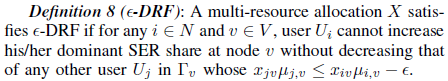 Definition 8 (ϵ-DRF): A multi-resource allocation X satis-
fies ϵ-DRF if for any i ∈ N and v ∈ V, user U_i cannot increase
his/her dominant SER share at node v without decreasing that
of any other user U_j in Γ_v whose x_{jv}μ_{j,v} ≤ x_{iv}μ_{i,v} − ϵ.